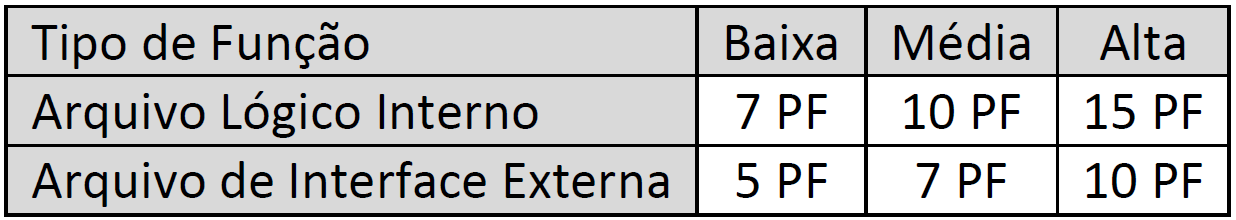 Tipo de Função Baixa Média Alta
Arquivo Lógico Interno 7 PF 10 PF 15 PF
Arquivo de Interface Externa 5 PF 7 PF 10 PF